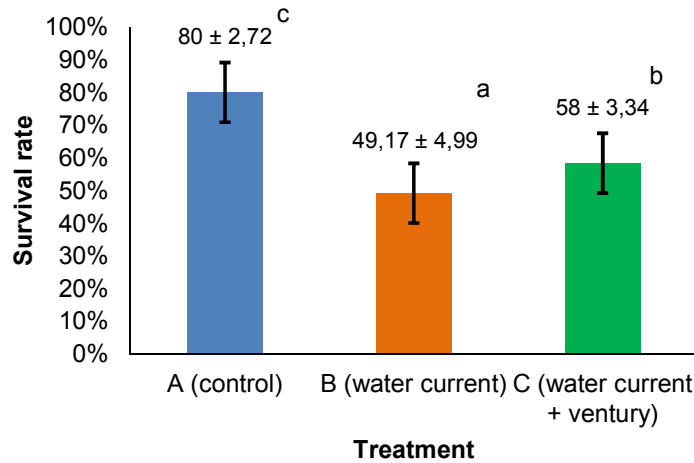 100%
90%
80%
70%
60%
50%
40%
30%
20%
10%
0%
Survival rate
80 ± 2,72
c
49,17 ± 4,99
a
58 ± 3,34
b
A (control)
B (water current)
C (water current
+ ventury)
Treatment